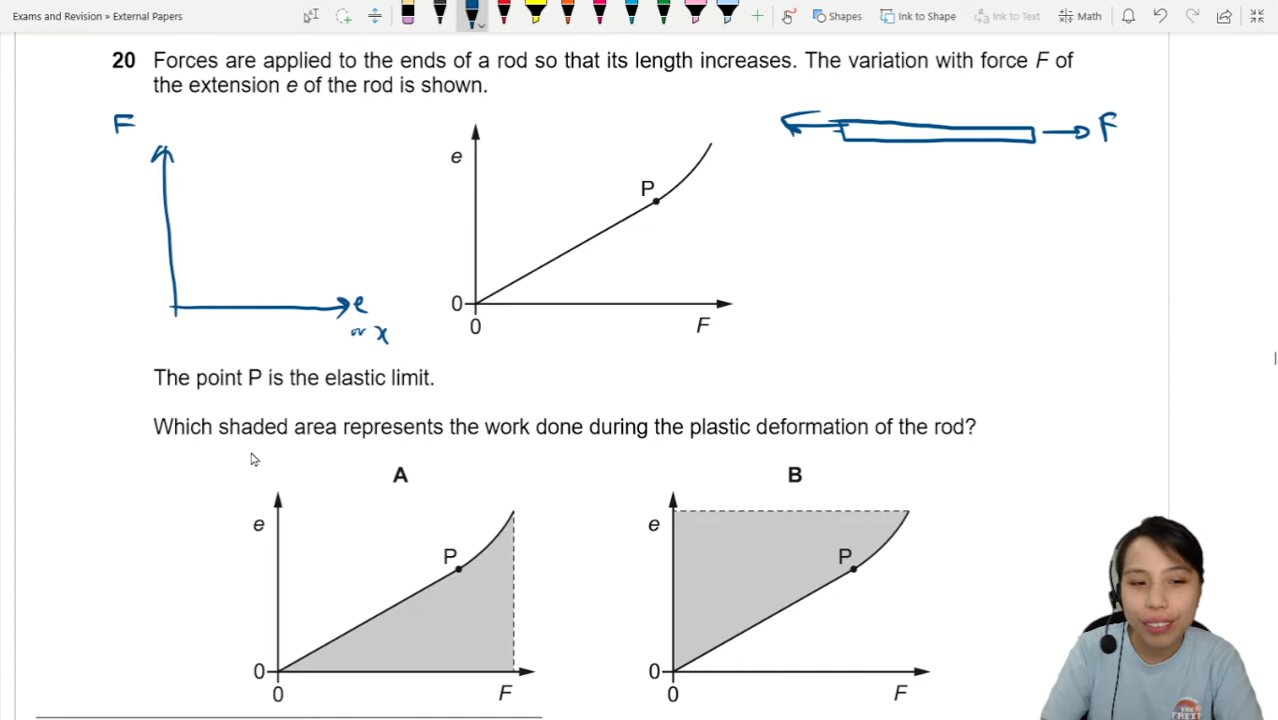 Exams and Revision » External Papers
Shapes
Ink to Shape
Ink to Text
Math
20 Forces are applied to the ends of a rod so that its length increases. The variation with force F of
the extension e of the rod is shown.
F
e
or x
e
P
0
0
F
F
The point P is the elastic limit.
Which shaded area represents the work done during the plastic deformation of the rod?
A
e
P
0
0
F
B
e
P
0
0
F